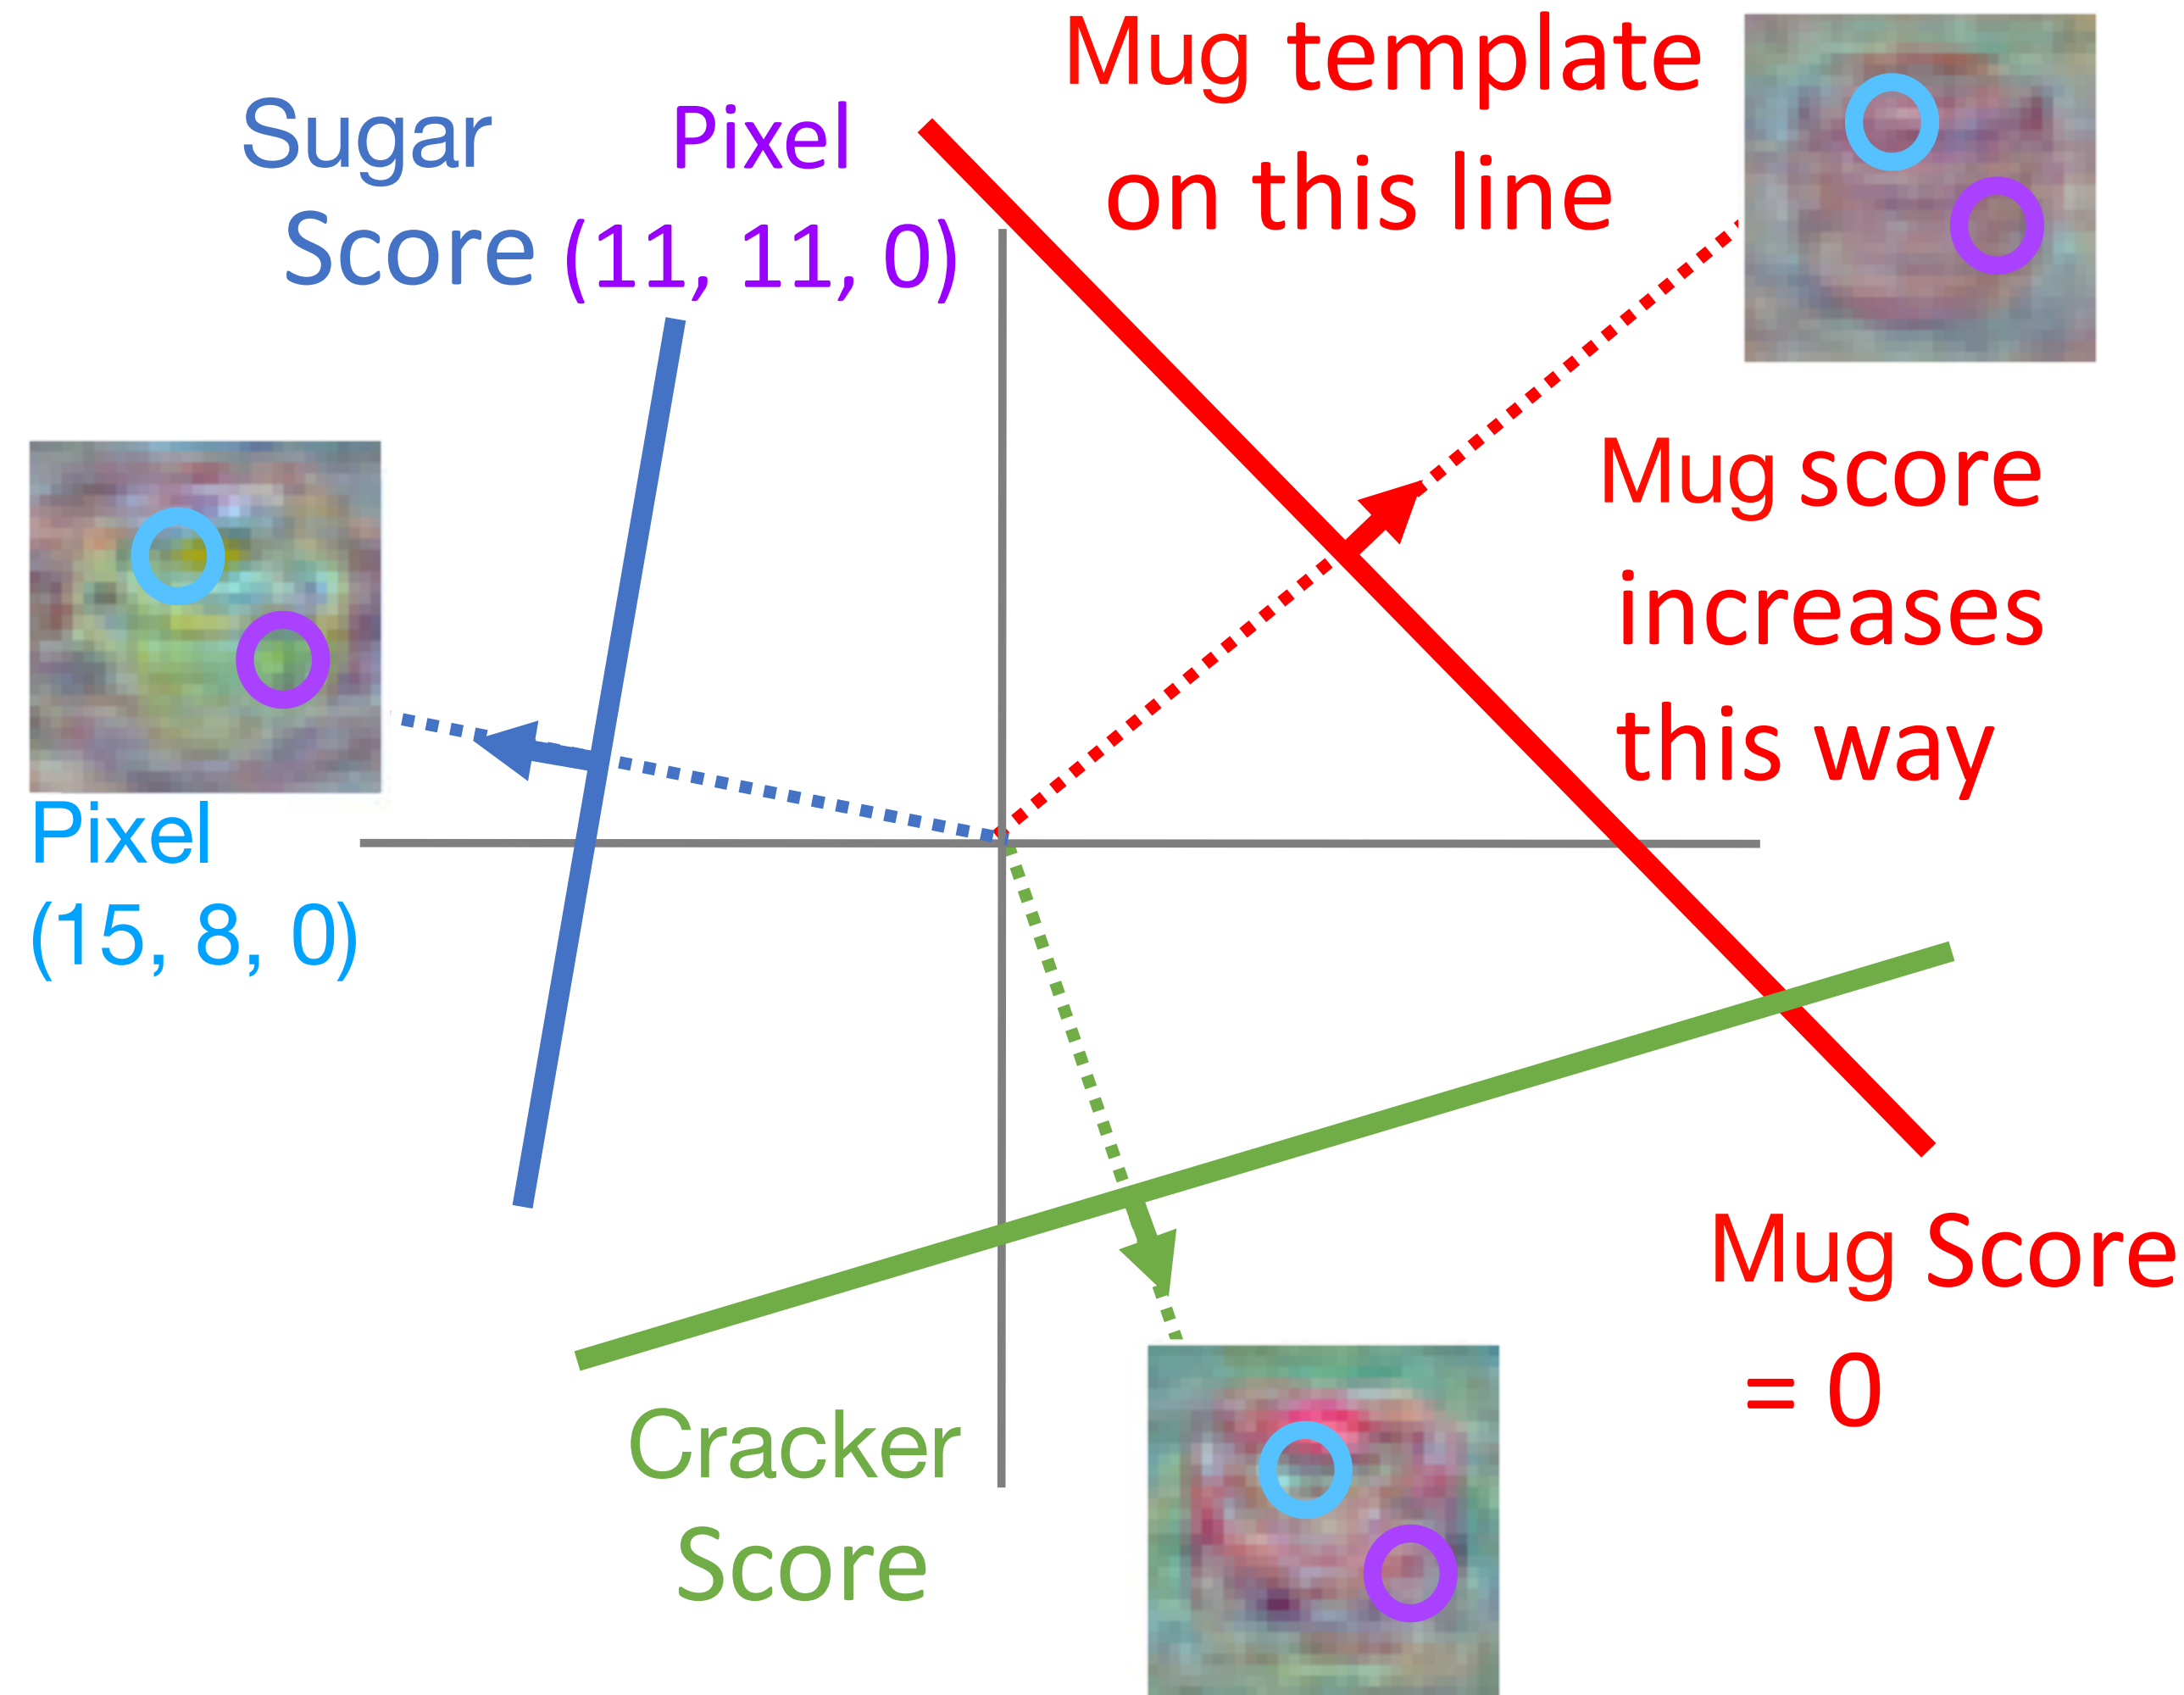 Mug template
on this line
Sugar
Score
Pixel
(11, 11, 0)
Mug score
increases
this way
Pixel
(15, 8, 0)
Mug Score
= 0
Cracker
Score